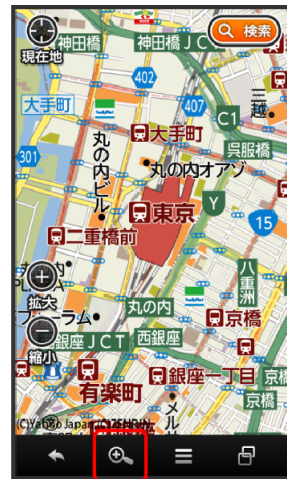 神田橋
神田橋JC
検索
現在地
402
大手町
三越
407
C1
大手町
呉服橋
丸の内ビル
丸の内オアゾ
301
東京
Y
15
二重橋前
八重洲
拡大
丸の内
京橋
縮小
銀座JCT
西銀座
有楽町
銀座一丁目
京橋
(C)Yahoo Japan,(C)ZENRIN